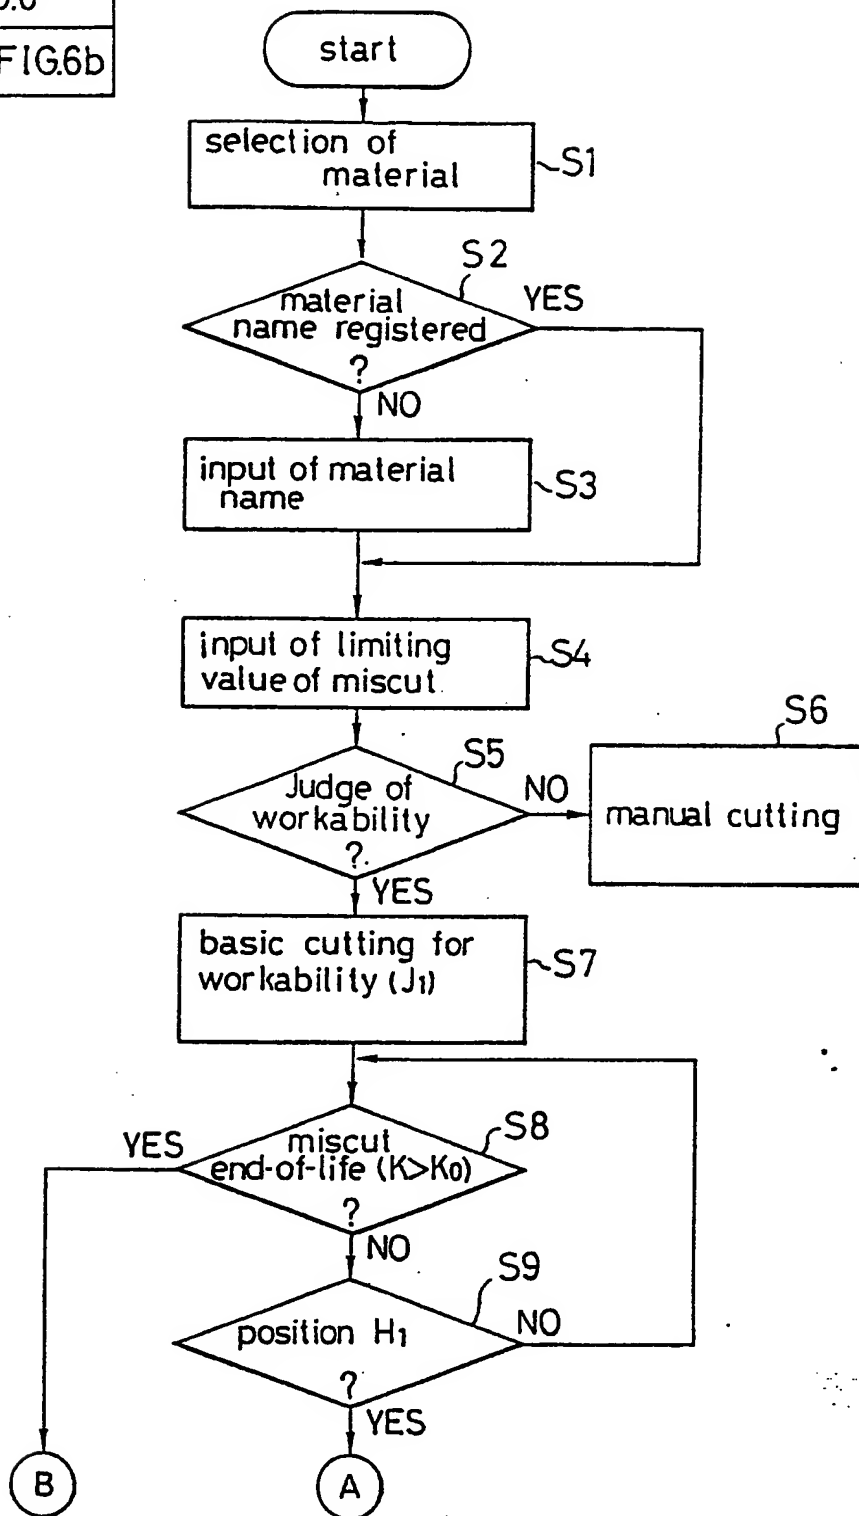 FIG.6b
start
selection of
material
S1
S2
material
name registered
?
YES
NO
input of material
name
S3
input of limiting
value of miscut
S4
S5
Judge of
workability
?
NO
S6
manual cutting
YES
basic cutting for
workability (J1)
S7
S8
YES
miscut
end-of-life (K>K0)
?
NO
S9
position H1
?
NO
YES
B
A